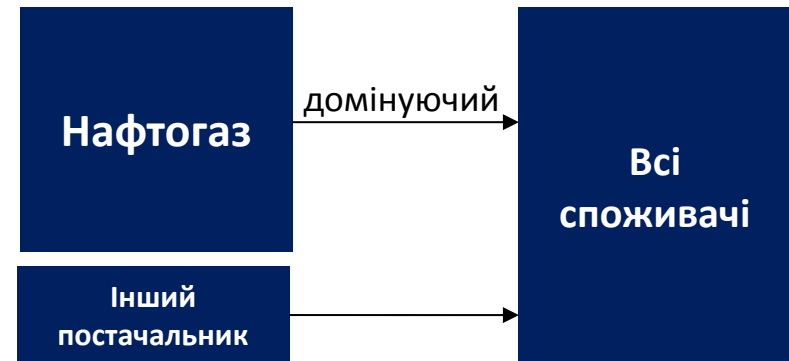 Нафтогаз
домінуючий
Всі
споживачі
Інший
постачальник